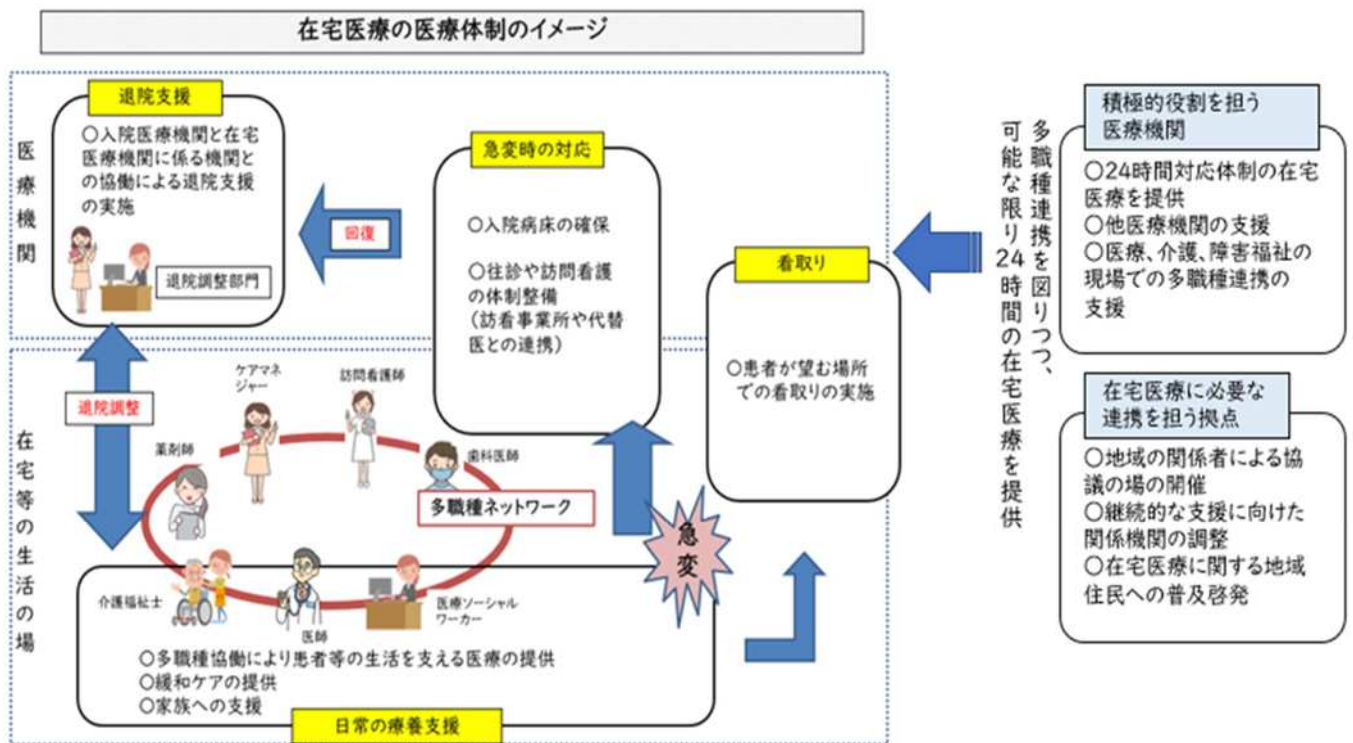 在宅医療の医療体制のイメージ
医療機関
退院支援
○入院医療機関と在宅
医療機関に係る機関と
の協働による退院支援
の実施
退院調整部門
回復
急変時の対応
○入院病床の確保
○往診や訪問看護
の体制整備
(訪看事業所や代替
医との連携)
看取り
○患者が望む場所
での看取りの実施
在宅等の生活の場
退院調整
ケアマネ
ジャー
訪問看護師
薬剤師
歯科医師
多職種ネットワーク
介護福祉士
医師
医療ソーシャル
ワーカー
急変
○多職種協働により患者等の生活を支える医療の提供
○緩和ケアの提供
○家族への支援
日常の療養支援
多職種連携を図りつつ、
可能な限り24時間の在宅医療を提供
積極的役割を担う
医療機関
○24時間対応体制の在宅
医療を提供
○他医療機関の支援
○医療、介護、障害福祉の
現場での多職種連携の
支援
在宅医療に必要な
連携を担う拠点
○地域の関係者による協
議の場の開催
○継続的な支援に向けた
関係機関の調整
○在宅医療に関する地域
住民への普及啓発